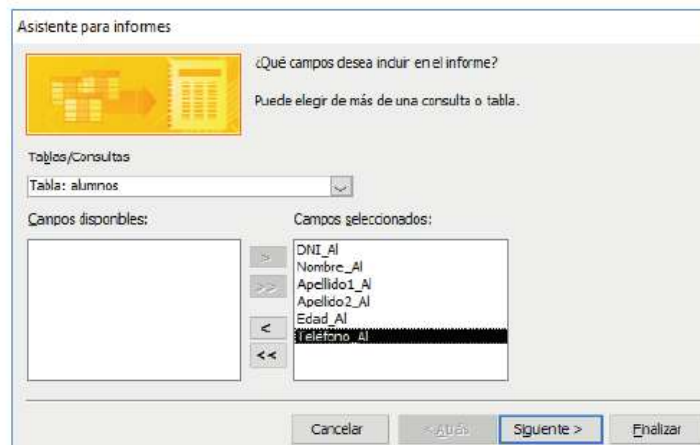 Asistente para informes
¿Qué campos desea incluir en el informe?
Puede elegir de más de una consulta o tabla.
Tablas/Consultas
Tabla: alumnos
Campos disponibles:
Campos seleccionados:
DNI_Al
Nombre_Al
Apellido1_Al
Apellido2_Al
Edad_Al
Teléfono_Al
>
>>
<
<<
Cancelar
< Atrás
Siguiente >
Finalizar